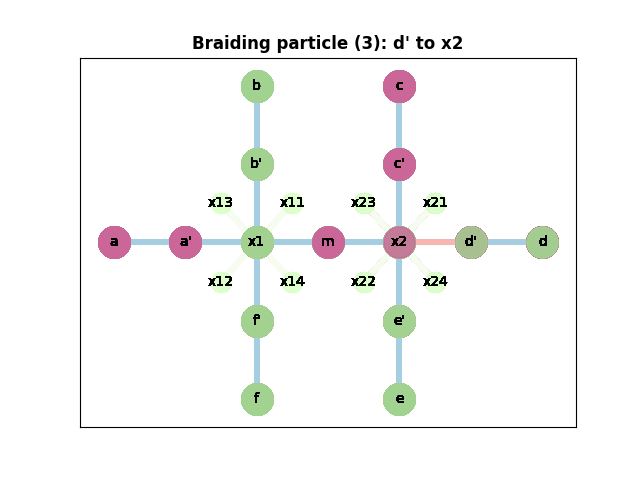 Braiding particle (3): d' to x2
b c
b' c'
x13 x11 x23 x21
a a' x1 m x2 d' d
x12 x14 x22 x24
f' e'
f e